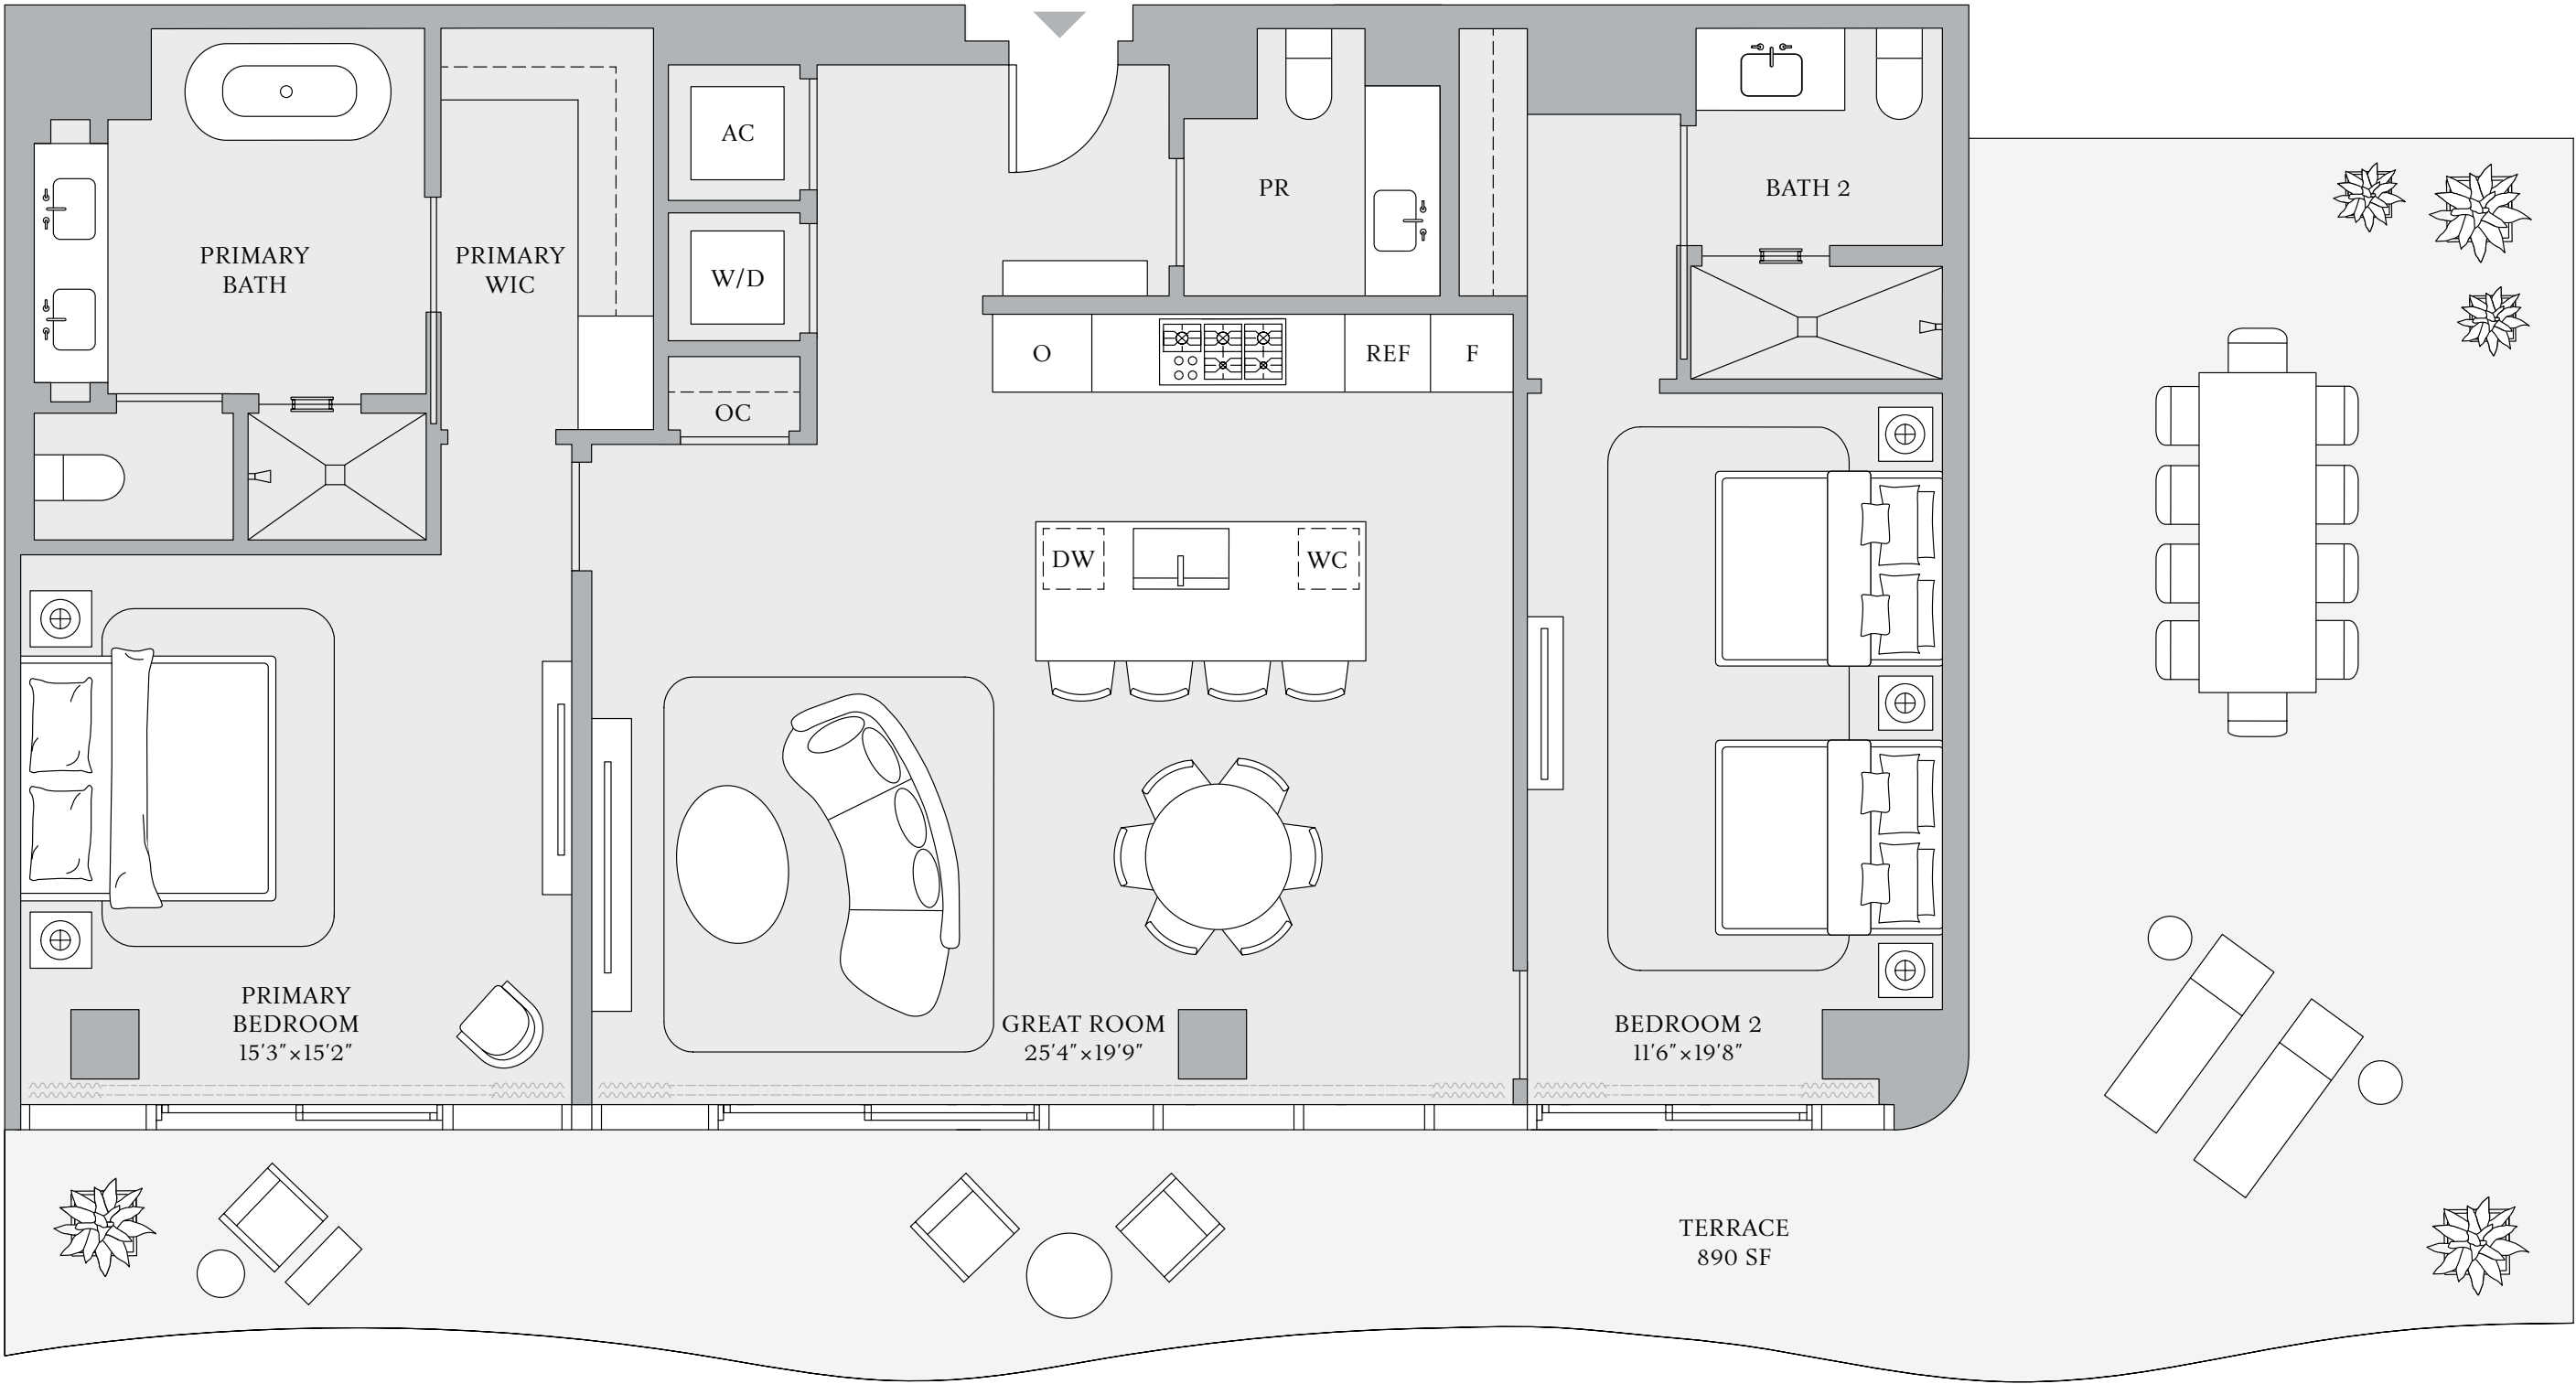 AC
PR
BATH 2
PRIMARY
BATH
PRIMARY
WIC
W/D
O
REF
F
OC
DW
WC
PRIMARY
BEDROOM
15'3"×15'2"
GREAT ROOM
25'4"×19'9"
BEDROOM 2
11'6"×19'8"
TERRACE
890 SF